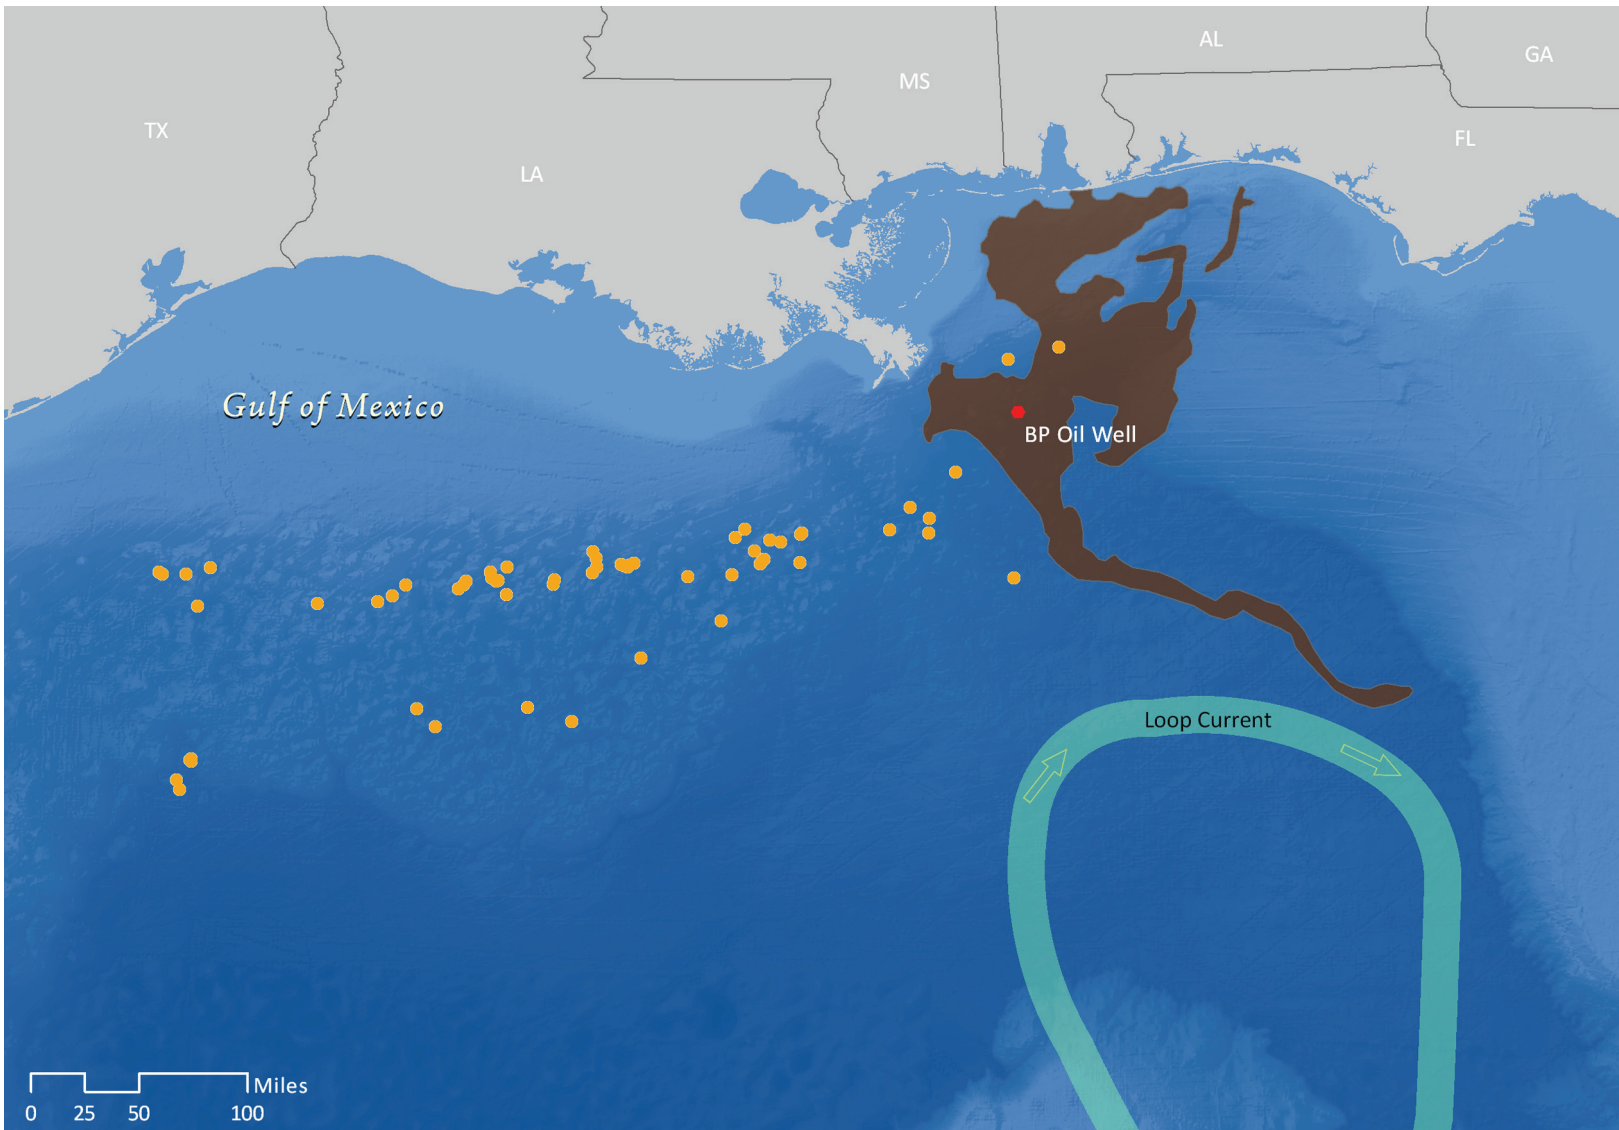 AL
GA
MS
TX
FL
LA
Gulf of Mexico
BP Oil Well
Loop Current
Miles
0 25 50 100